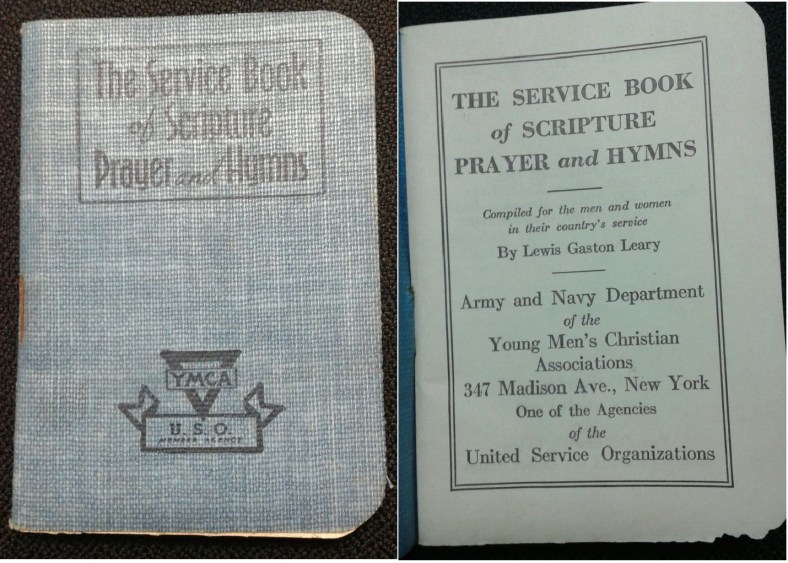 The Service Book
of Scripture
Prayer and Hymns
YMCA
U. S. O.
MEMBER AGENCY
THE SERVICE BOOK
of SCRIPTURE
PRAYER and HYMNS
Compiled for the men and women
in their country's service
By Lewis Gaston Leary
Army and Navy Department
of the
Young Men's Christian
Associations
347 Madison Ave., New York
One of the Agencies
of the
United Service Organizations